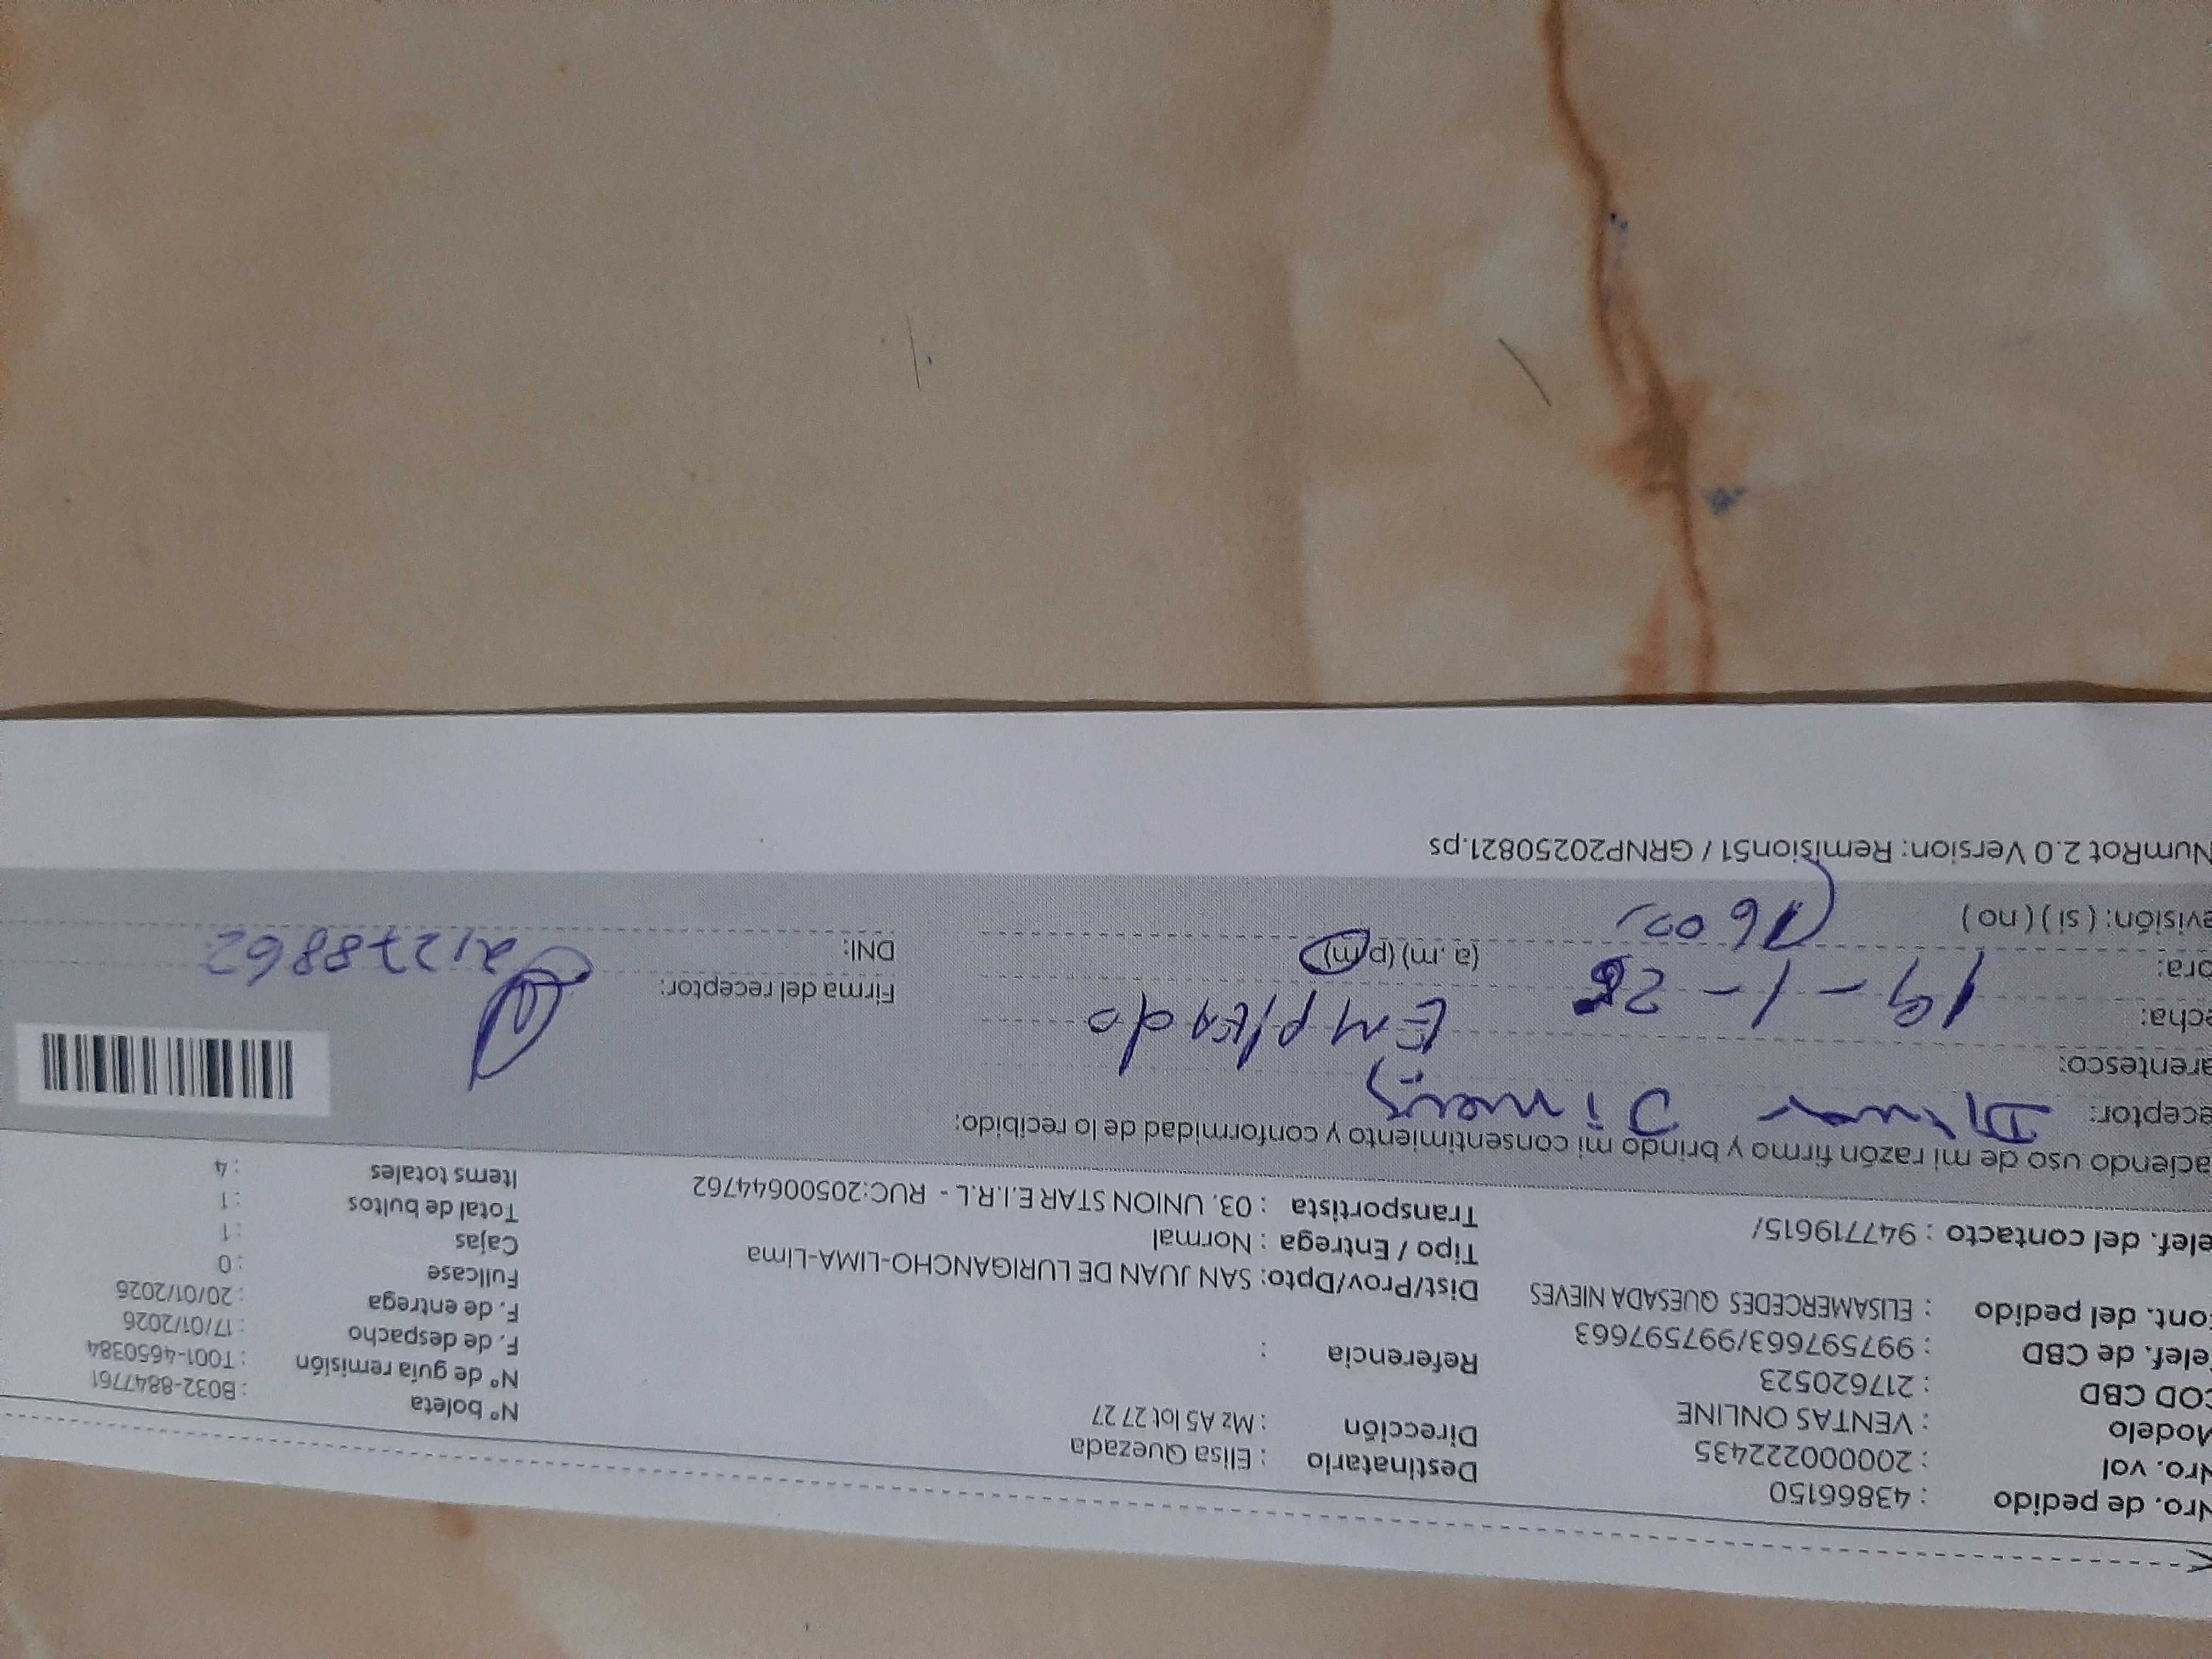 Nro. de pedido : 43866150
Nro. vol : 2000002222435
Modelo : VENTAS ONLINE
COD CBD : 217620523
Telef. de CBD : 997597663/997597663
Cont. del pedido : ELISAMERCEDES QUESADA NIEVES
elef. del contacto : 947719615/
Destinatario : Elisa Quezada
Dirección : Mz A5 lot 27 27
Referencia :
Dist/Prov/Dpto: SAN JUAN DE LURIGANCHO-LIMA-Lima
Tipo / Entrega : Normal
Transportista : 03. UNION STAR E.I.R.L - RUC:20500644762
Nº boleta : B032-8847761
Nº de guía remisión : T001-4650384
F. de despacho : 17/01/2026
F. de entrega : 20/01/2026
Fullcase : 0
Cajas : 1
Total de bultos : 1
Items totales : 4
aciendo uso de mi razón firmo y brindo mi consentimiento y conformidad de lo recibido:
eceptor:
arentesco: Empleado
echa: 19-1-26
ora: 16 00 (a. m) (p. m)
evisión: ( si ) ( no )
Firma del receptor:
DNI: 21278862
NumRot 2.0 Version: Remision51 / GRNP20250821.ps